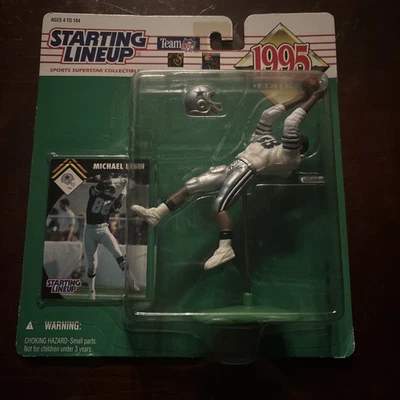 AGES 4 TO 104
STARTING
LINEUP
SPORTS SUPERSTAR COLLECTIBLES
Team NFL
1995
MICHAEL IRVIN
88
STARTING
LINEUP
WARNING:
CHOKING HAZARD-Small parts.
Not for children under 3 years.